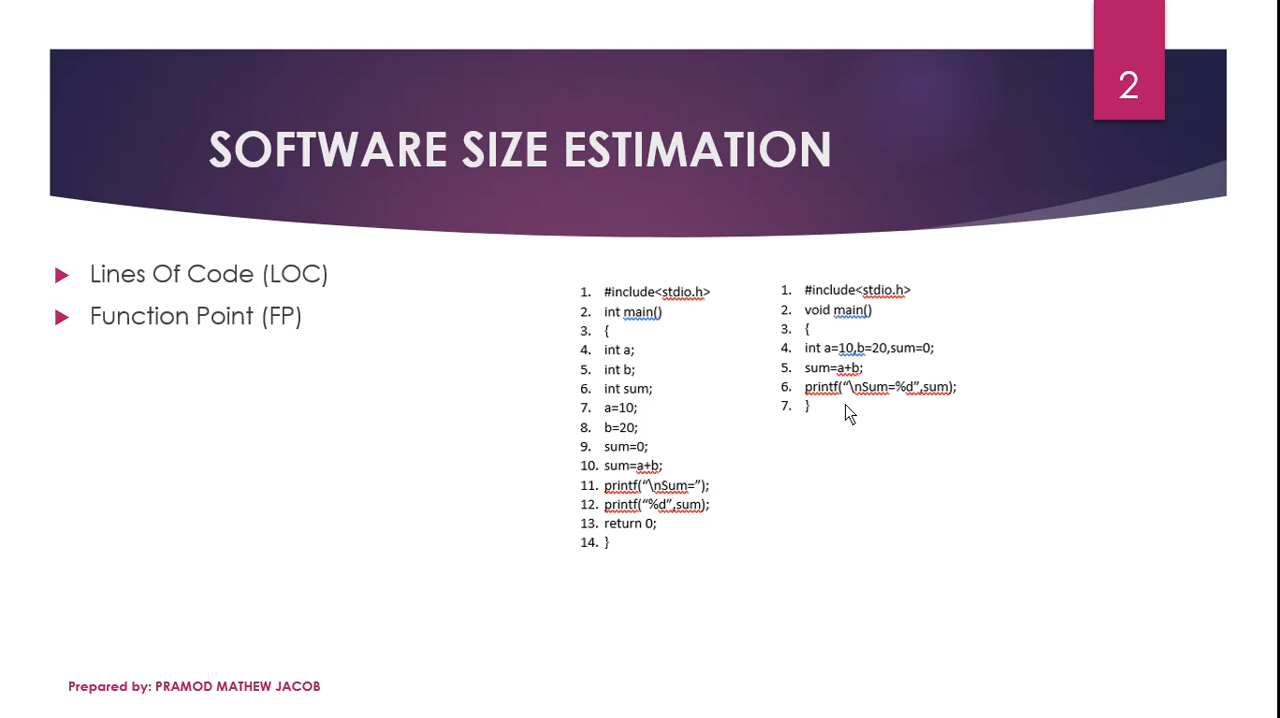 2
SOFTWARE SIZE ESTIMATION
Lines Of Code (LOC)
Function Point (FP)
1. #include<stdio.h>
2. int main()
3. {
4. int a;
5. int b;
6. int sum;
7. a=10;
8. b=20;
9. sum=0;
10. sum=a+b;
11. printf(“\nSum=”);
12. printf(“%d”,sum);
13. return 0;
14. }
1. #include<stdio.h>
2. void main()
3. {
4. int a=10,b=20,sum=0;
5. sum=a+b;
6. printf(“\nSum=%d”,sum);
7. }
Prepared by: PRAMOD MATHEW JACOB